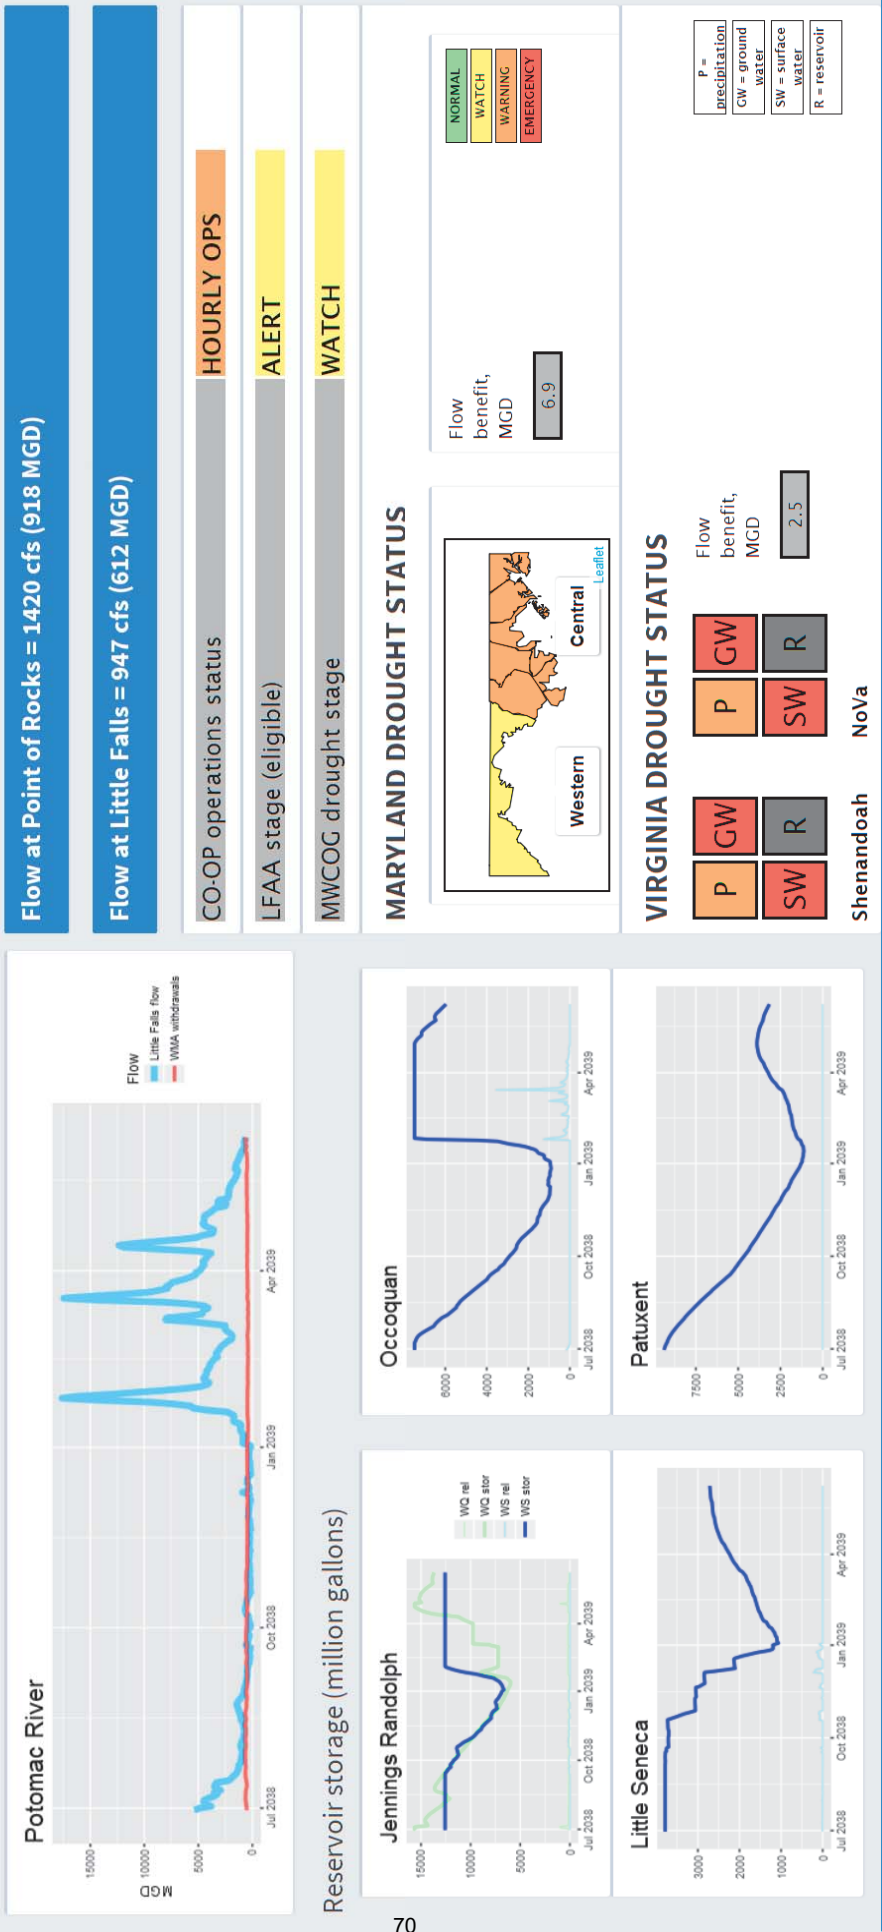 Potomac River
MGD
15000
10000
5000
0
Jul 2038
Oct 2038
Jan 2039
Apr 2039
Flow
Little Falls flow
WMA withdrawals
Reservoir storage (million gallons)
Jennings Randolph
15000
10000
5000
0
Jul 2038
Oct 2038
Jan 2039
Apr 2039
WQ rel
WQ stor
WS rel
WS stor
Occoquan
6000
4000
2000
0
Jul 2038
Oct 2038
Jan 2039
Apr 2039
Little Seneca
3000
2000
1000
0
Jul 2038
Oct 2038
Jan 2039
Apr 2039
Patuxent
7500
5000
2500
0
Jul 2038
Oct 2038
Jan 2039
Apr 2039
Flow at Point of Rocks = 1420 cfs (918 MGD)
Flow at Little Falls = 947 cfs (612 MGD)
CO-OP operations status HOURLY OPS
LFAA stage (eligible) ALERT
MWCOG drought stage WATCH
MARYLAND DROUGHT STATUS
Western
Central
Leaflet
Flow
benefit,
MGD
6.9
NORMAL
WATCH
WARNING
EMERGENCY
VIRGINIA DROUGHT STATUS
P GW
SW R
Shenandoah
P GW
SW R
NoVa
Flow
benefit,
MGD
2.5
P =
precipitation
GW = ground
water
SW = surface
water
R = reservoir
70